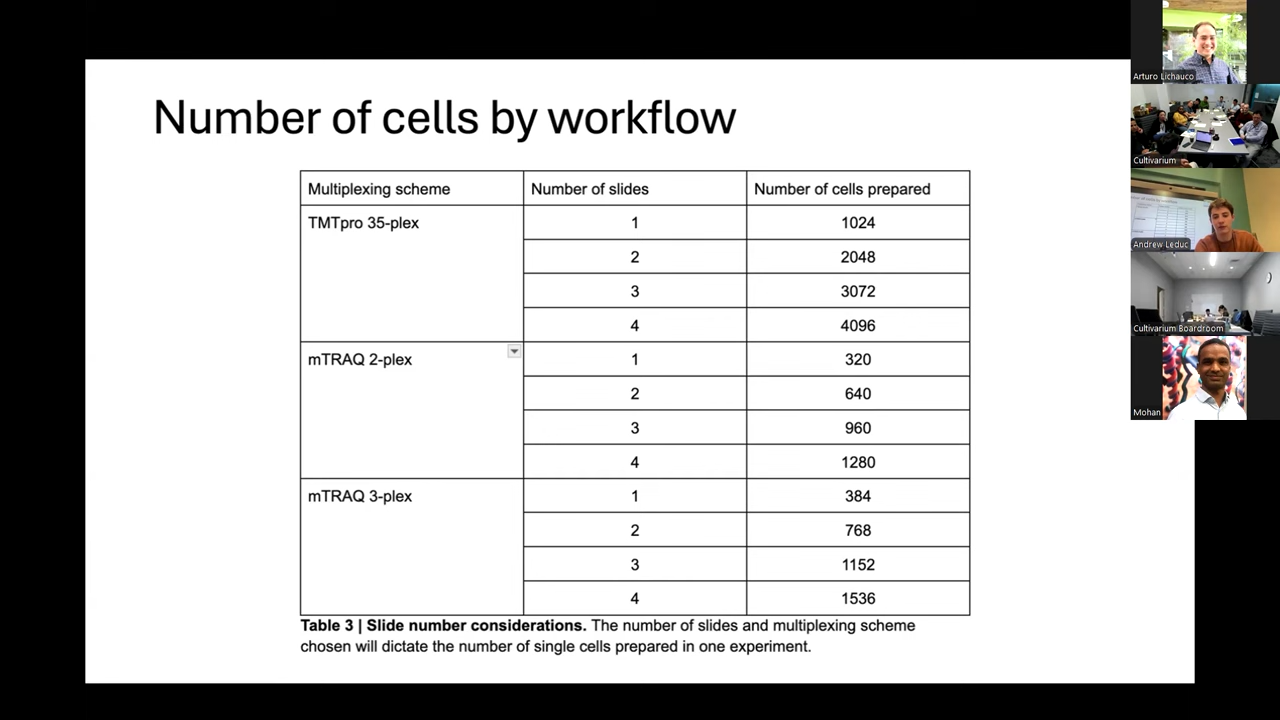 Number of cells by workflow
Multiplexing scheme Number of slides Number of cells prepared
TMTpro 35-plex 1 1024
2 2048
3 3072
4 4096
mTRAQ 2-plex 1 320
2 640
3 960
4 1280
mTRAQ 3-plex 1 384
2 768
3 1152
4 1536
Table 3 | Slide number considerations. The number of slides and multiplexing scheme
chosen will dictate the number of single cells prepared in one experiment.
Arturo Lichauco
Cultivarium
Andrew Leduc
Cultivarium Boardroom
Mohan